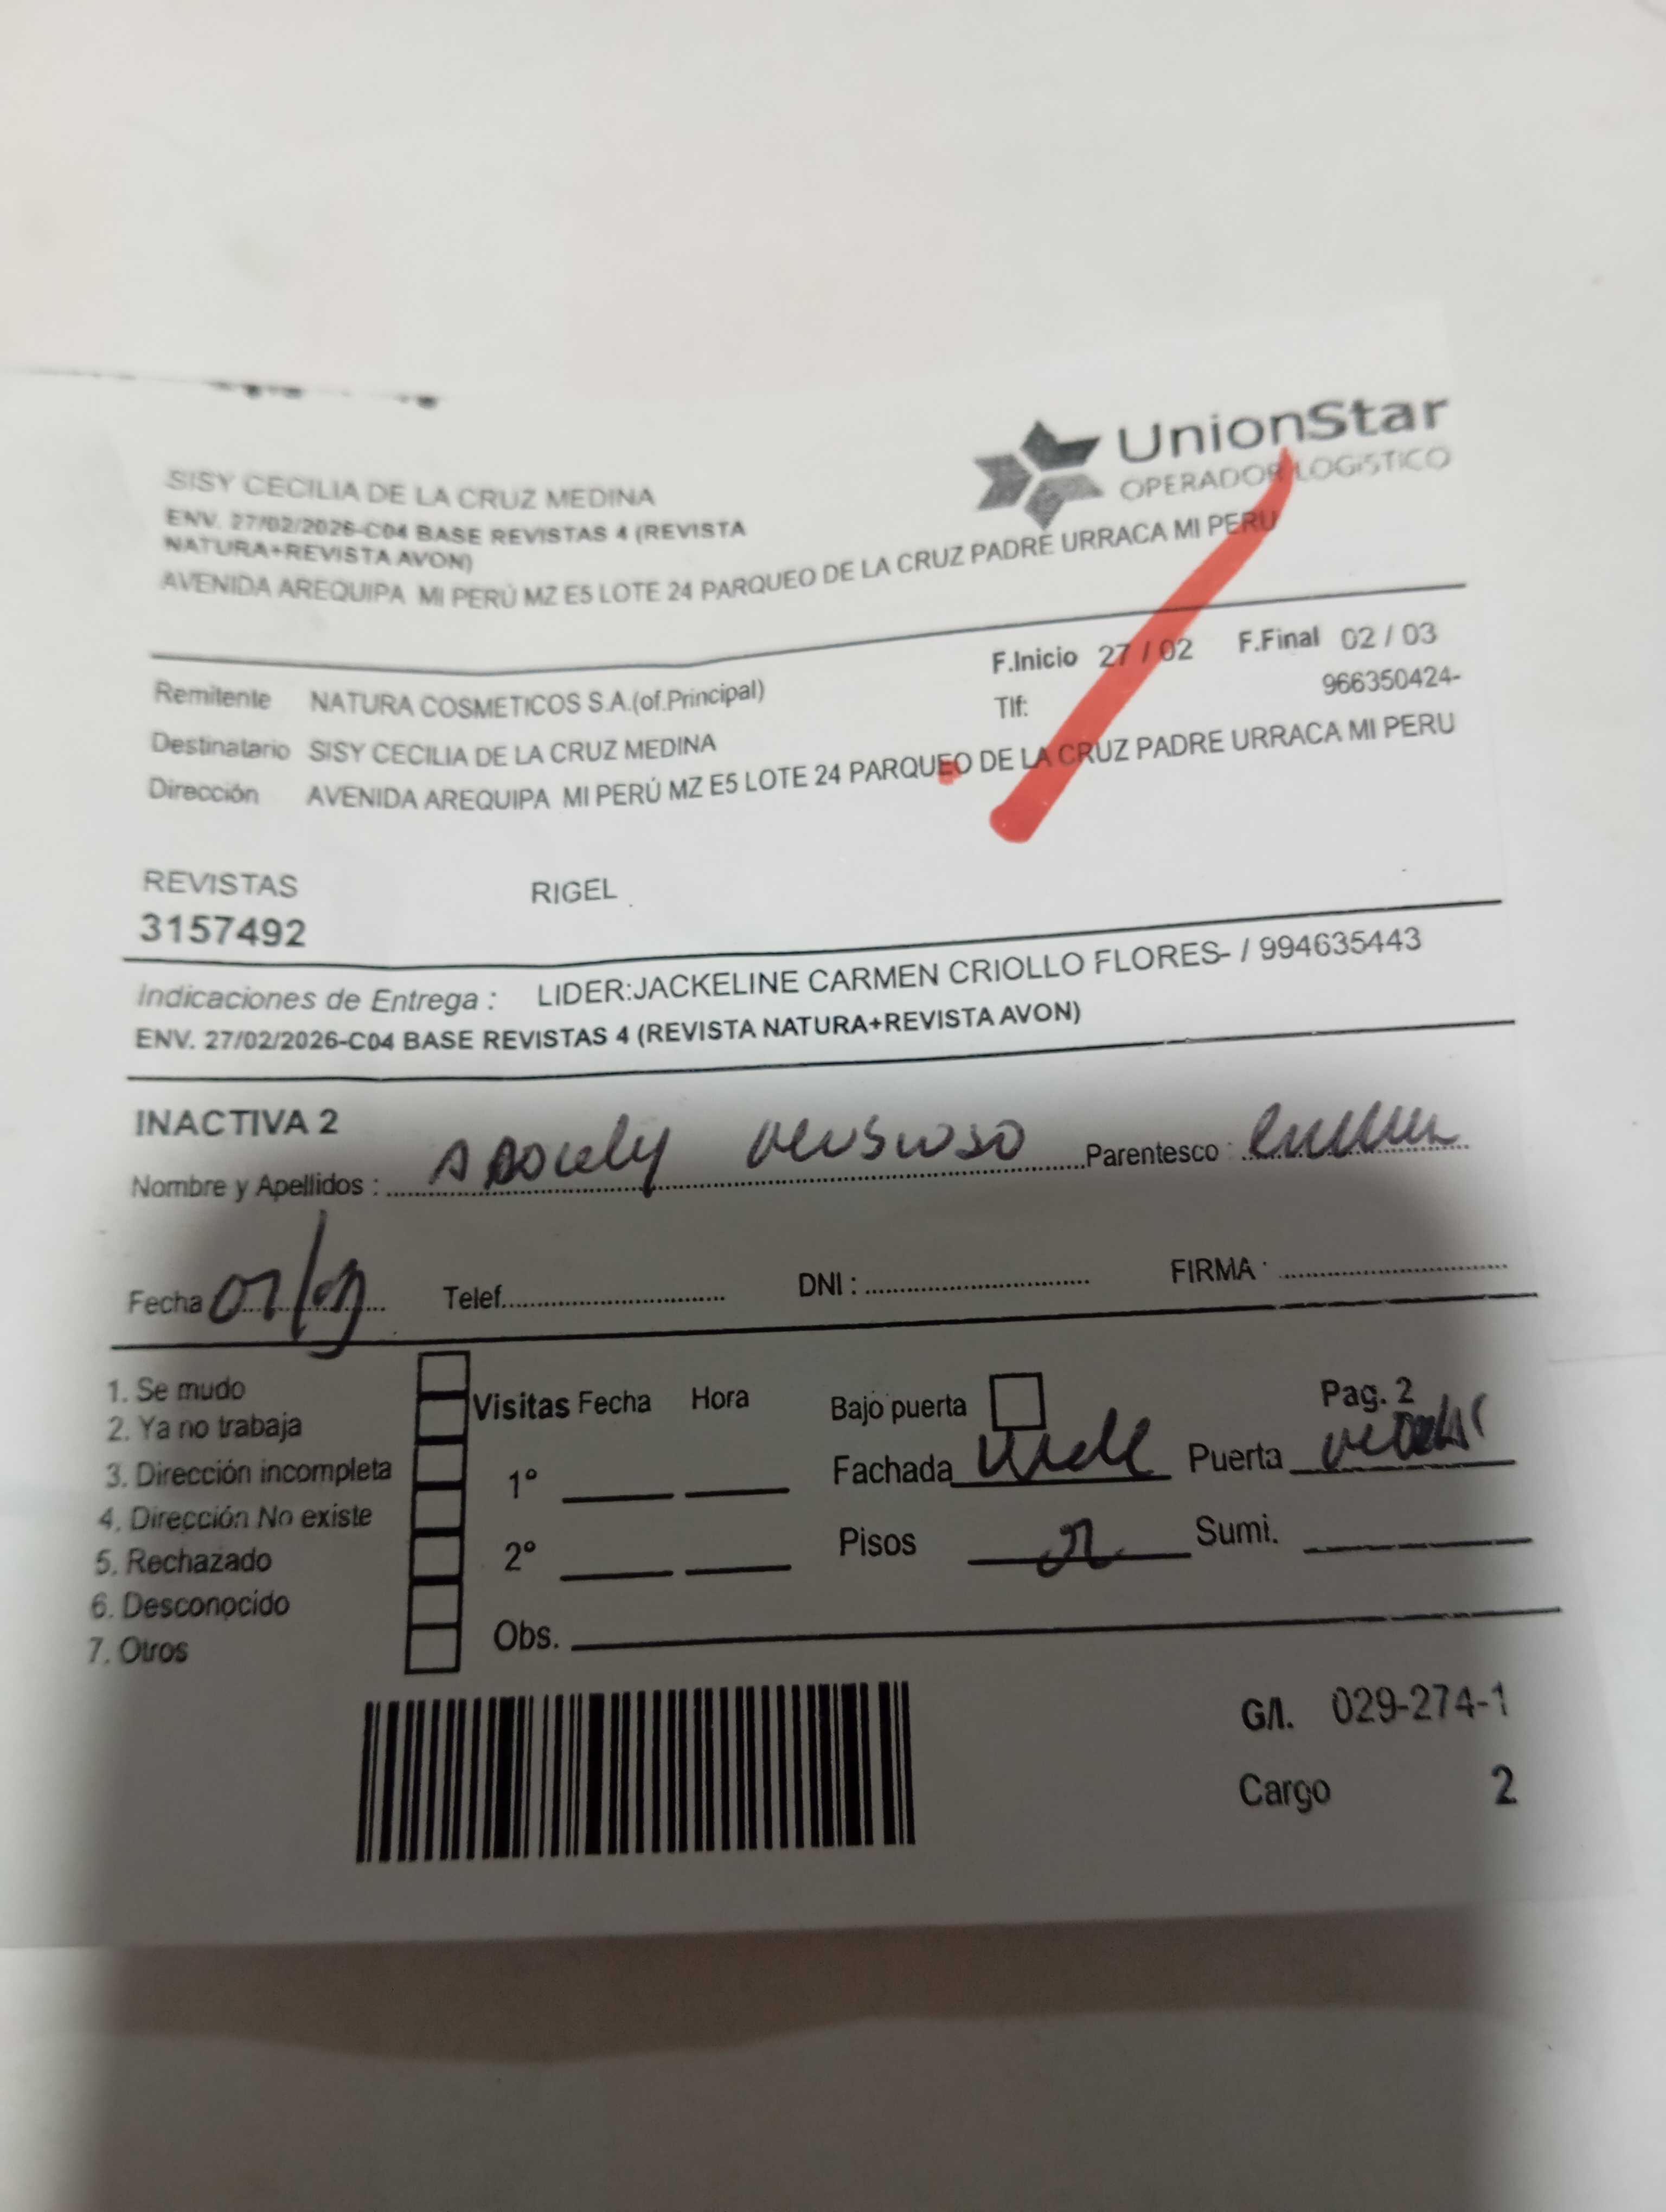 UnionStar
OPERADOR LOGISTICO
SISY CECILIA DE LA CRUZ MEDINA
ENV. 27/02/2026-C04 BASE REVISTAS 4 (REVISTA
NATURA+REVISTA AVON)
AVENIDA AREQUIPA MI PERÚ MZ E5 LOTE 24 PARQUEO DE LA CRUZ PADRE URRACA MI PERU
F.Inicio 27 / 02 F.Final 02 / 03
Remitente NATURA COSMETICOS S.A.(of.Principal) Tlf: 966350424-
Destinatario SISY CECILIA DE LA CRUZ MEDINA
Dirección AVENIDA AREQUIPA MI PERÚ MZ E5 LOTE 24 PARQUEO DE LA CRUZ PADRE URRACA MI PERU
REVISTAS RIGEL
3157492
Indicaciones de Entrega : LIDER:JACKELINE CARMEN CRIOLLO FLORES- / 994635443
ENV. 27/02/2026-C04 BASE REVISTAS 4 (REVISTA NATURA+REVISTA AVON)
INACTIVA 2
Nombre y Apellidos : Parentesco :
Fecha Telef. DNI : FIRMA :
1. Se mudo
2. Ya no trabaja
3. Dirección incompleta
4. Dirección No existe
5. Rechazado
6. Desconocido
7. Otros
Visitas Fecha Hora
1º
2º
Obs.
Bajo puerta Pag. 2
Fachada Puerta
Pisos Sumi.
G/I. 029-274-1
Cargo 2